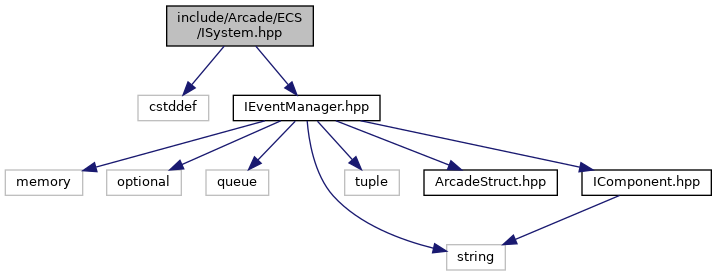 include/Arcade/ECS
/ISystem.hpp
cstddef
IEventManager.hpp
memory
optional
queue
tuple
ArcadeStruct.hpp
IComponent.hpp
string